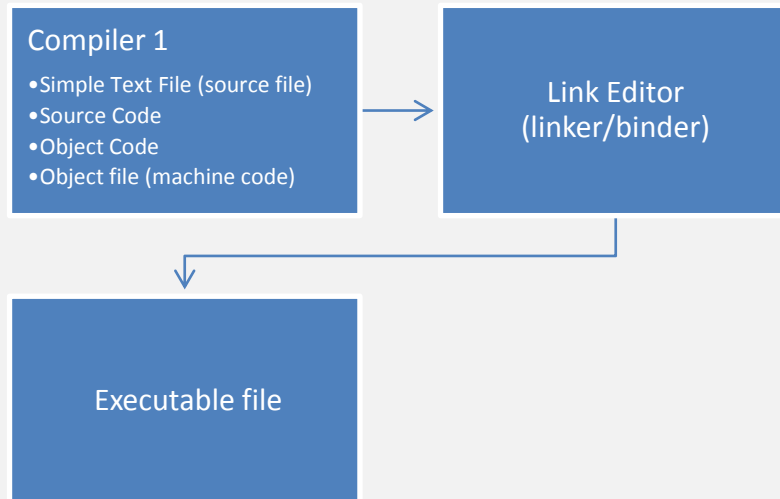 Compiler 1
•Simple Text File (source file)
•Source Code
•Object Code
•Object file (machine code)
Link Editor
(linker/binder)
Executable file